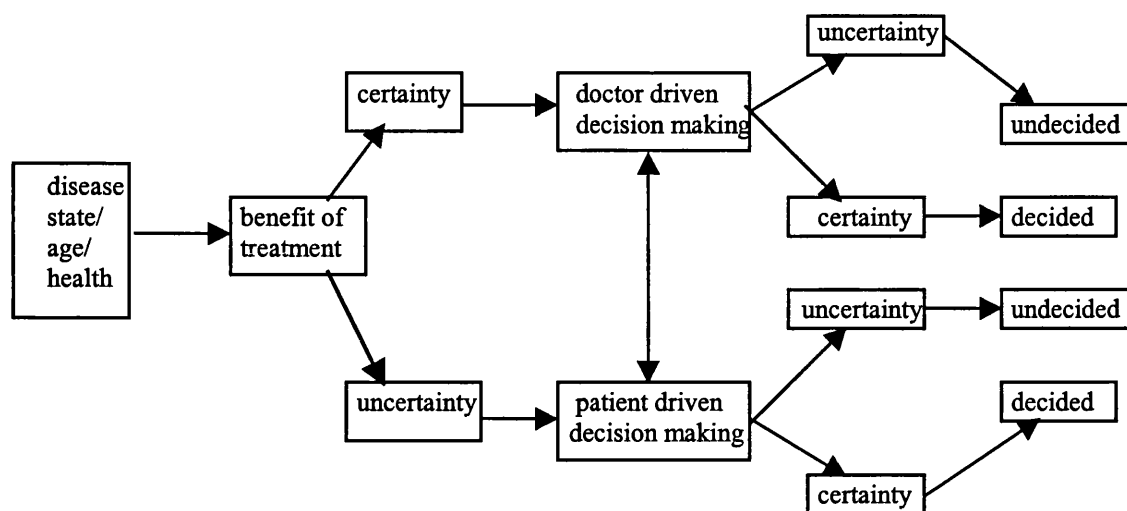 disease
state/
age/
health
benefit of
treatment
certainty
uncertainty
doctor driven
decision making
patient driven
decision making
uncertainty
undecided
certainty
decided
uncertainty
undecided
certainty
decided